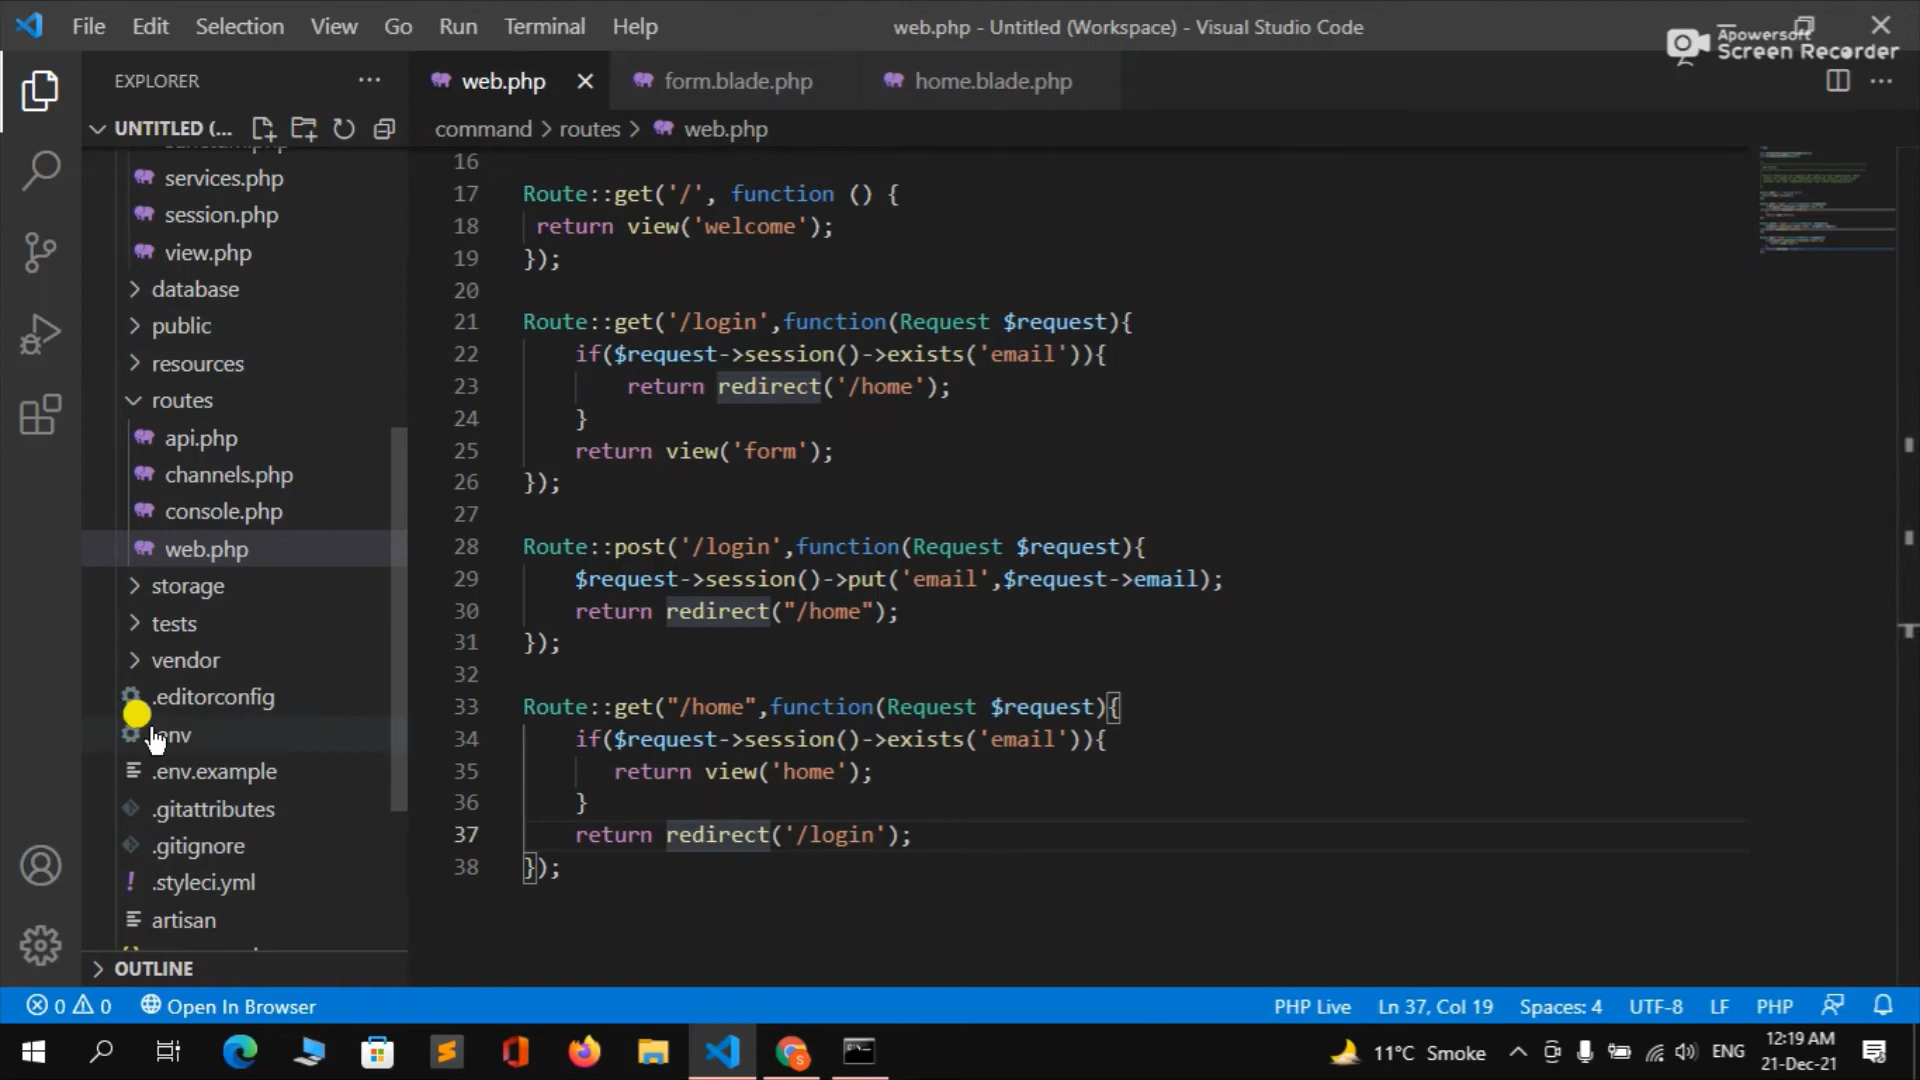 File Edit Selection View Go Run Terminal Help
web.php - Untitled (Workspace) - Visual Studio Code
Apowersoft
Screen Recorder
EXPLORER
web.php
form.blade.php
home.blade.php
UNTITLED (...
command > routes > web.php
services.php
session.php
view.php
database
public
resources
routes
api.php
channels.php
console.php
web.php
storage
tests
vendor
.editorconfig
.env.example
.gitattributes
.gitignore
.styleci.yml
artisan
OUTLINE
16
17 Route::get('/', function () {
18 return view('welcome');
19 });
20
21 Route::get('/login',function(Request $request){
22 if($request->session()->exists('email')){
23 return redirect('/home');
24 }
25 return view('form');
26 });
27
28 Route::post('/login',function(Request $request){
29 $request->session()->put('email',$request->email);
30 return redirect("/home");
31 });
32
33 Route::get("/home",function(Request $request){
34 if($request->session()->exists('email')){
35 return view('home');
36 }
37 return redirect('/login');
38 });
0 0 Open In Browser
PHP Live Ln 37, Col 19 Spaces: 4 UTF-8 LF PHP
11°C Smoke
ENG
12:19 AM
21-Dec-21